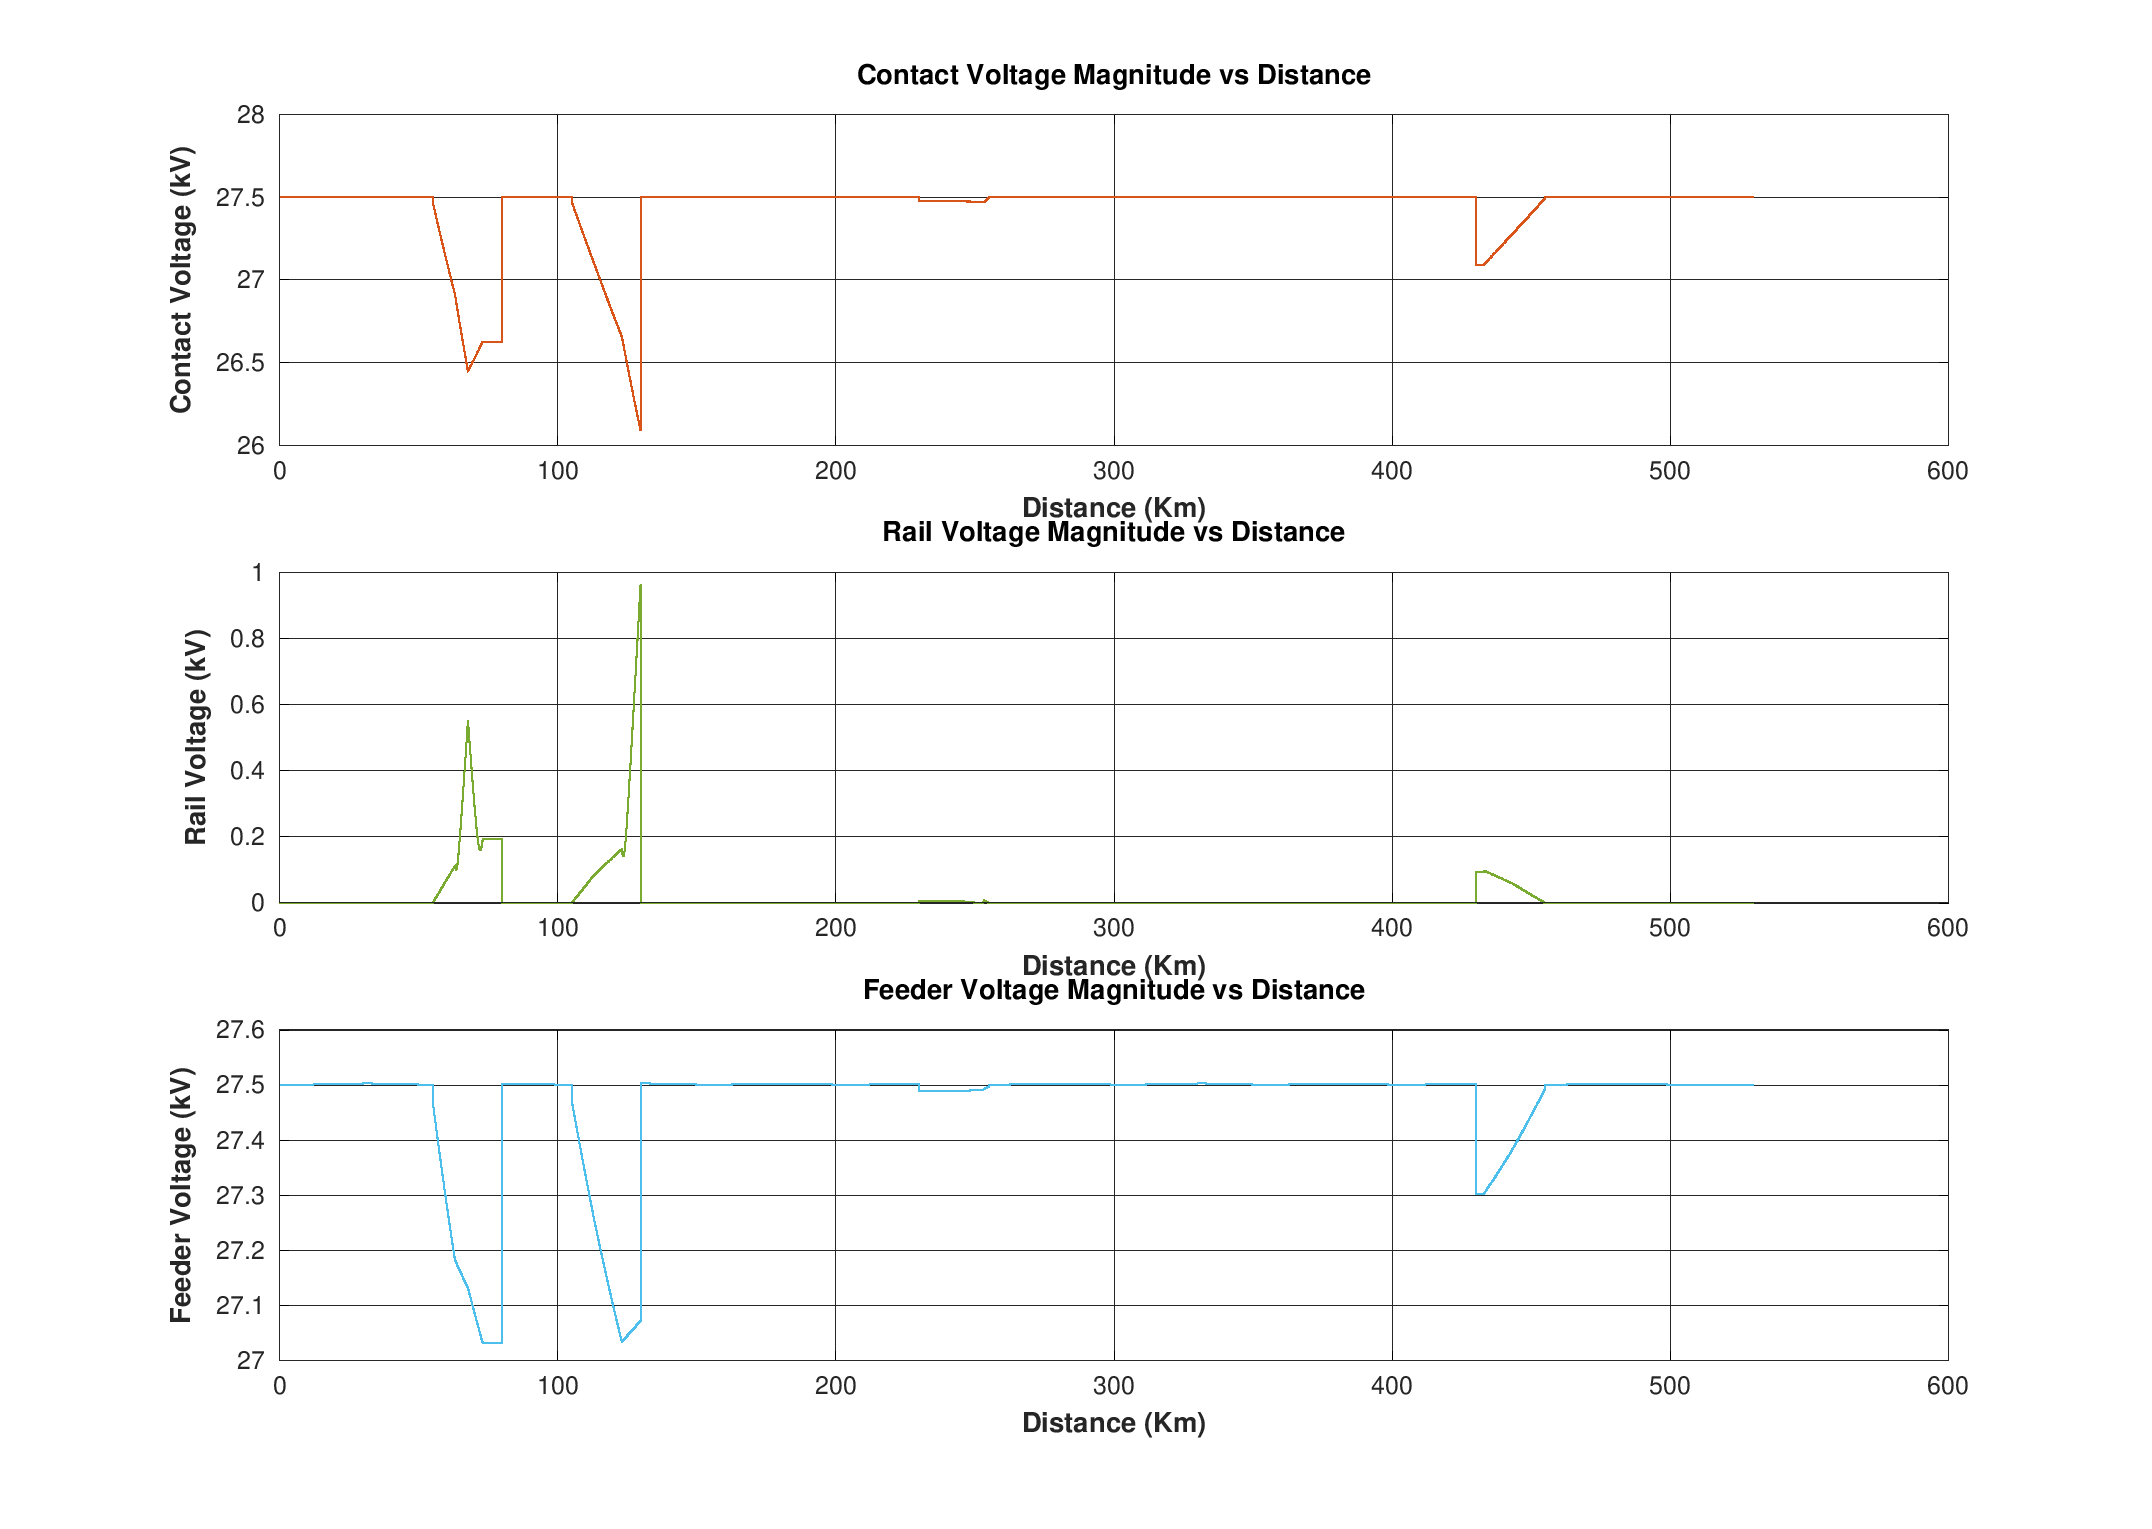 Contact Voltage Magnitude vs Distance
Contact Voltage (kV)
28
27.5
27
26.5
26
0 100 200 300 400 500 600
Distance (Km)
Rail Voltage Magnitude vs Distance
Rail Voltage (kV)
1
0.8
0.6
0.4
0.2
0
0 100 200 300 400 500 600
Distance (Km)
Feeder Voltage Magnitude vs Distance
Feeder Voltage (kV)
27.6
27.5
27.4
27.3
27.2
27.1
27
0 100 200 300 400 500 600
Distance (Km)